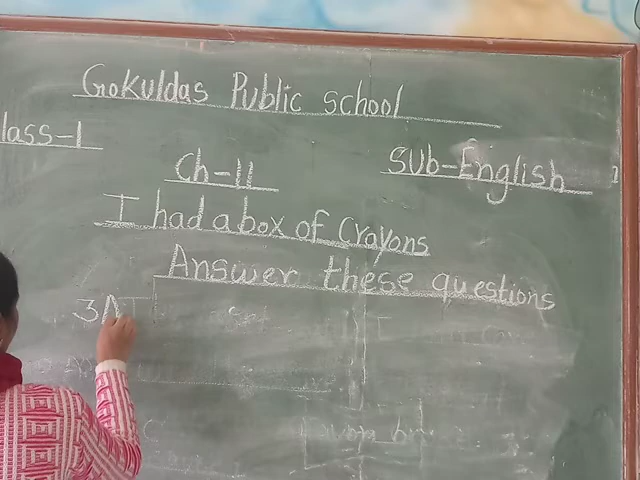 Gokuldas Public school
lass-1
Ch-11
Sub-English
I had a box of Crayons
Answer these questions
3A